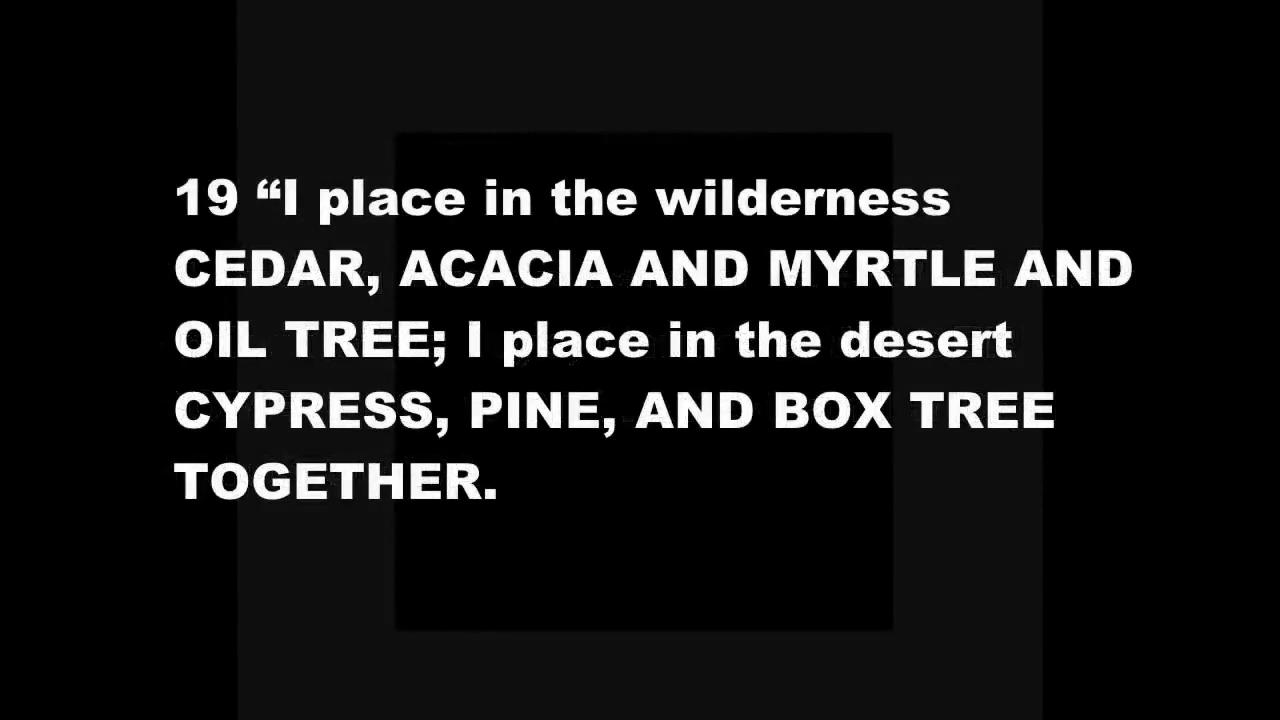 19 “I place in the wilderness
CEDAR, ACACIA AND MYRTLE AND
OIL TREE; I place in the desert
CYPRESS, PINE, AND BOX TREE
TOGETHER.